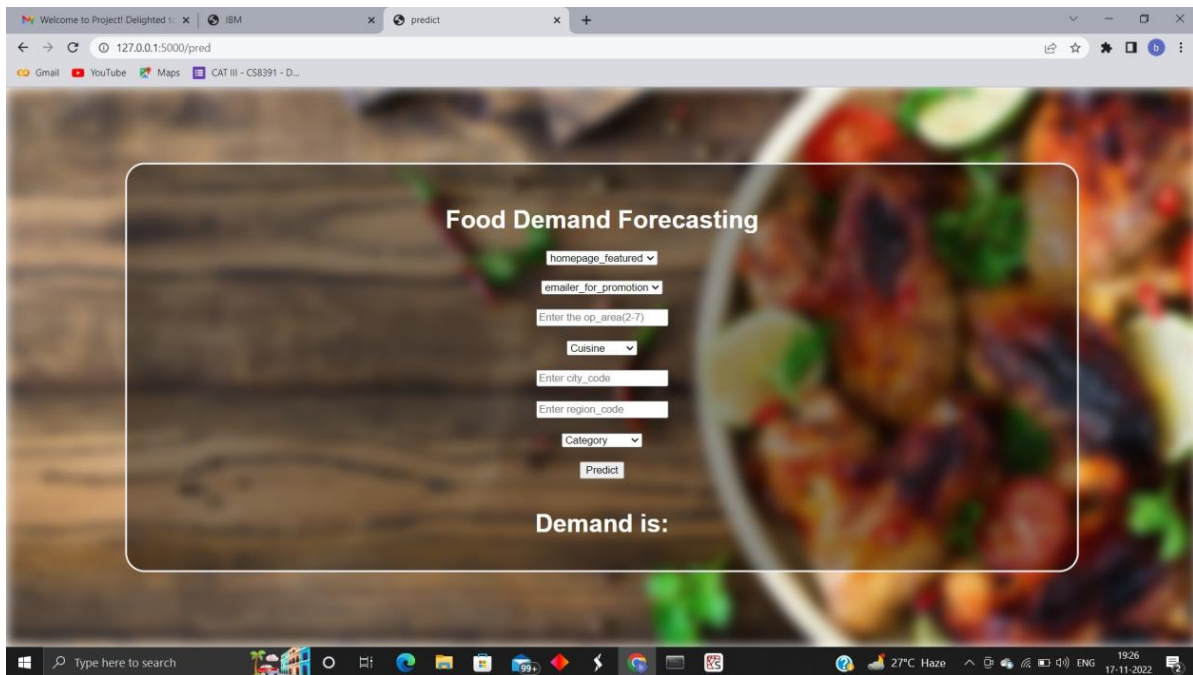 Welcome to Project! Delighted t
IBM
predict
127.0.0.1:5000/pred
b
Gmail
YouTube
Maps
CAT III - CS8391 - D...
Food Demand Forecasting
homepage_featured
emailer_for_promotion
Enter the op_area(2-7)
Cuisine
Enter city_code
Enter region_code
Category
Predict
Demand is:
Type here to search
99+
27°C Haze
ENG
19:26
17-11-2022
2